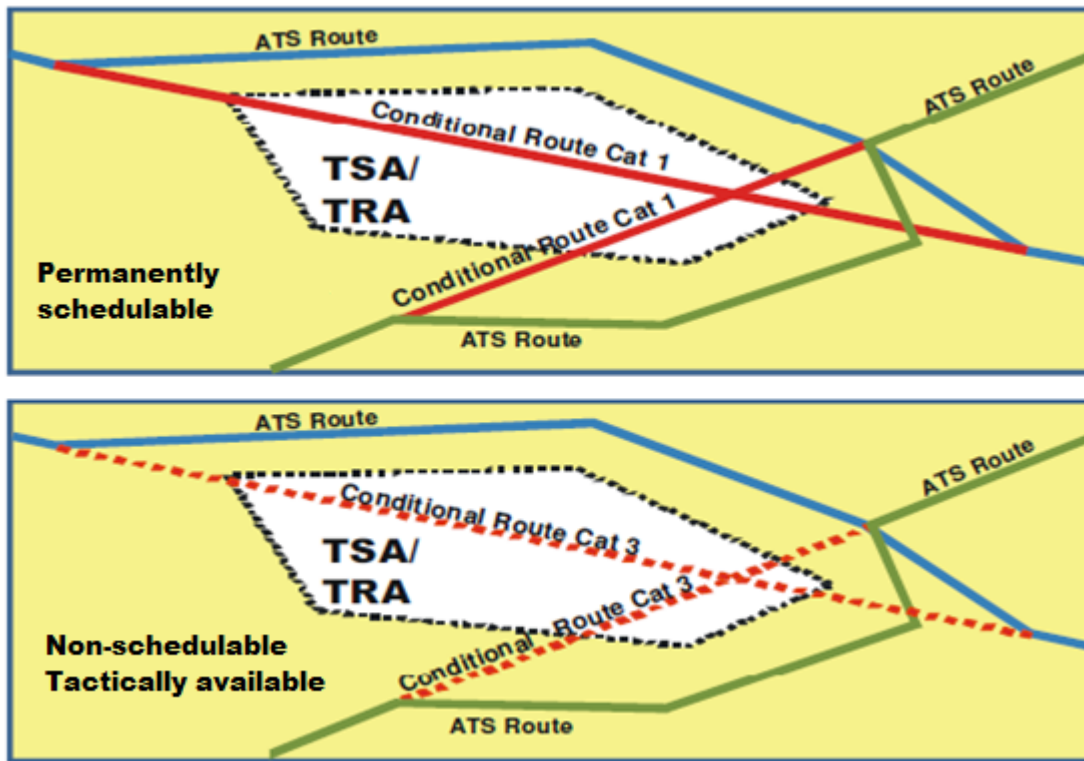 ATS Route
ATS Route
Conditional Route Cat 1
TSA/
TRA
Conditional Route Cat 1
Permanently
schedulable
ATS Route
ATS Route
ATS Route
Conditional Route Cat 3
TSA/
TRA
Conditional Route Cat 3
Non-schedulable
Tactically available
ATS Route